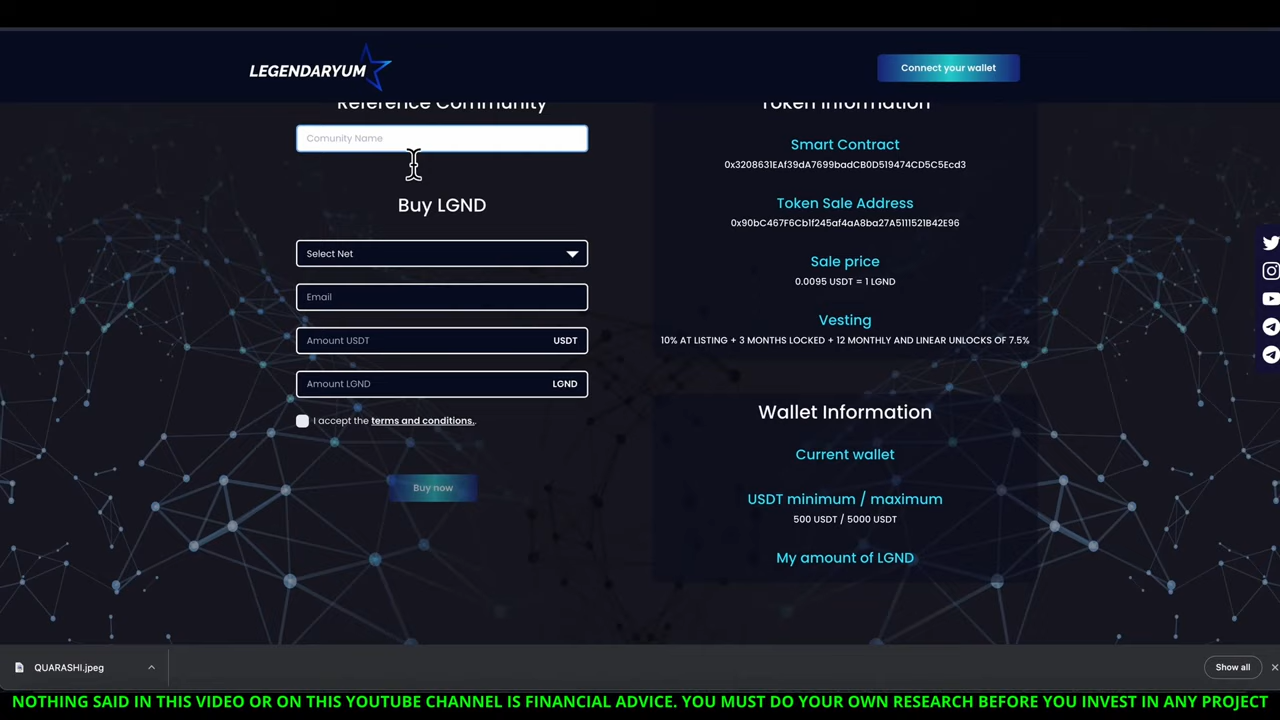 LEGENDARYUM
Connect your wallet
Reference Community
Comunity Name
Buy LGND
Select Net
Email
Amount USDT USDT
Amount LGND LGND
I accept the terms and conditions..
Buy now
Token Information
Smart Contract
0x3208631EAf39dA7699badCB0D519474CD5C5Ecd3
Token Sale Address
0x90bC467F6Cb1f245af4aA8ba27A5111521B42E96
Sale price
0.0095 USDT = 1 LGND
Vesting
10% AT LISTING + 3 MONTHS LOCKED + 12 MONTHLY AND LINEAR UNLOCKS OF 7.5%
Wallet Information
Current wallet
USDT minimum / maximum
500 USDT / 5000 USDT
My amount of LGND
QUARASHI.jpeg
Show all
NOTHING SAID IN THIS VIDEO OR ON THIS YOUTUBE CHANNEL IS FINANCIAL ADVICE. YOU MUST DO YOUR OWN RESEARCH BEFORE YOU INVEST IN ANY PROJECT